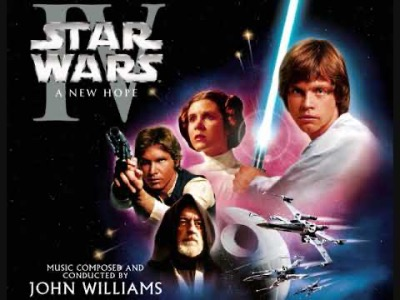 IV
STAR
WARS
A NEW HOPE
MUSIC COMPOSED AND
CONDUCTED BY
JOHN WILLIAMS